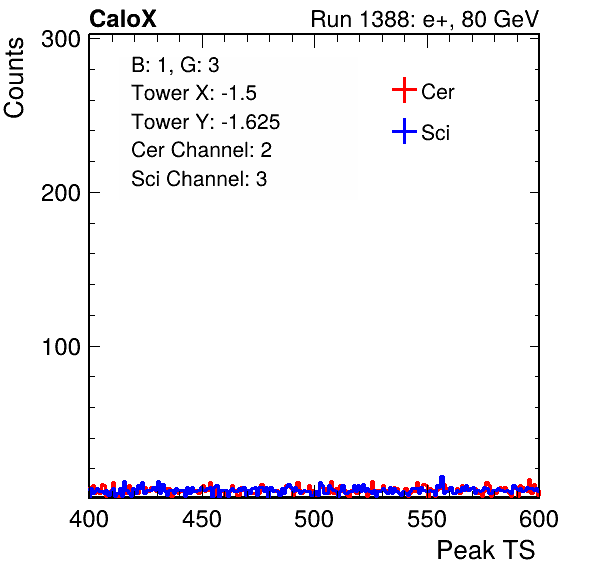 CaloX Run 1388: e+, 80 GeV
Counts
300
200
100
B: 1, G: 3
Tower X: -1.5
Tower Y: -1.625
Cer Channel: 2
Sci Channel: 3
Cer
Sci
400 450 500 550 600
Peak TS